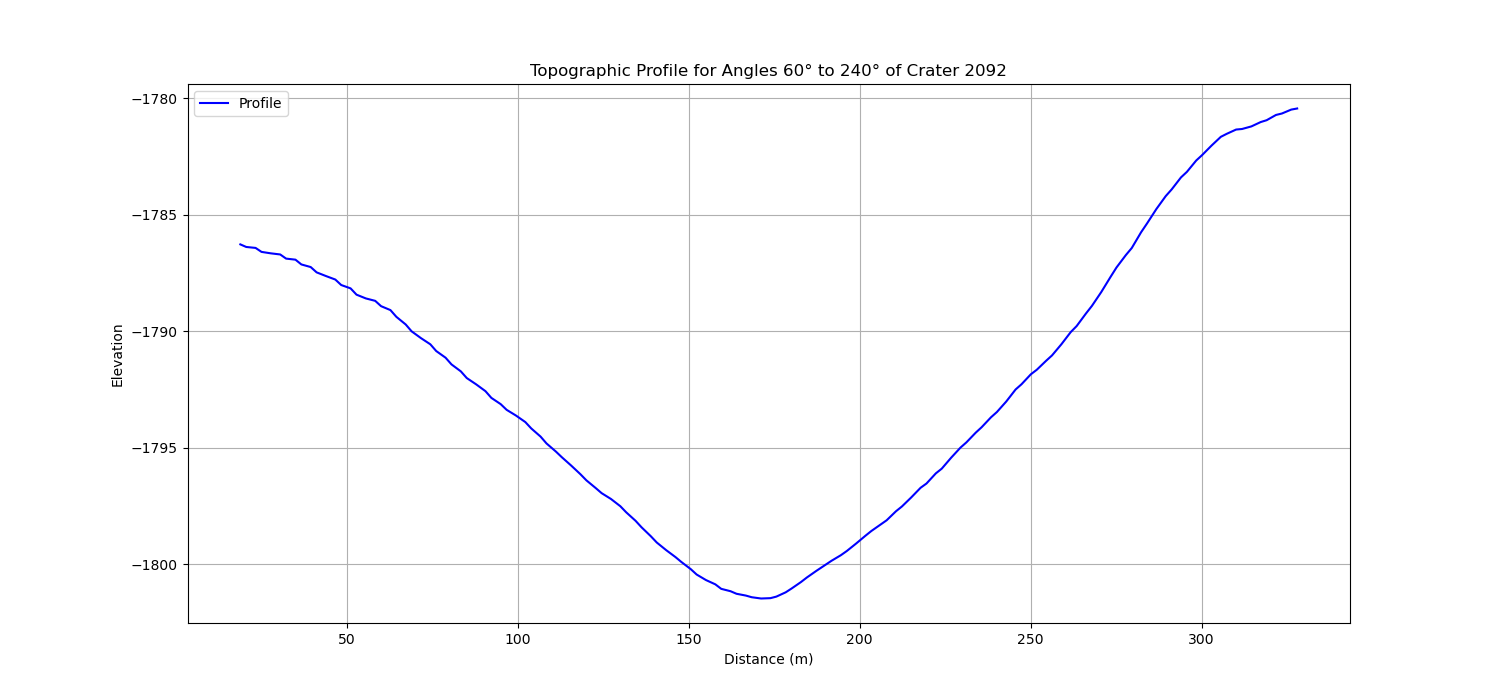 Topographic Profile for Angles 60° to 240° of Crater 2092
Profile
−1780
−1785
−1790
−1795
−1800
Elevation
50 100 150 200 250 300
Distance (m)